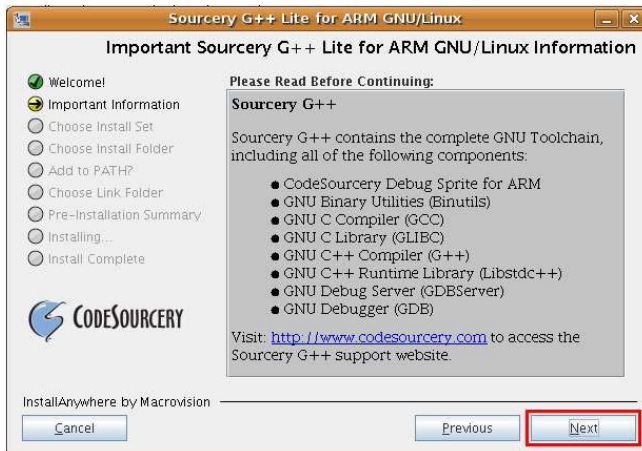 Sourcery G++ Lite for ARM GNU/Linux
Important Sourcery G++ Lite for ARM GNU/Linux Information
Welcome!
Important Information
Choose Install Set
Choose Install Folder
Add to PATH?
Choose Link Folder
Pre-Installation Summary
Installing...
Install Complete
CODESOURCERY
Please Read Before Continuing:
Sourcery G++
Sourcery G++ contains the complete GNU Toolchain,
including all of the following components:
● CodeSourcery Debug Sprite for ARM
● GNU Binary Utilities (Binutils)
● GNU C Compiler (GCC)
● GNU C Library (GLIBC)
● GNU C++ Compiler (G++)
● GNU C++ Runtime Library (Libstdc++)
● GNU Debug Server (GDBServer)
● GNU Debugger (GDB)
Visit: http://www.codesourcery.com to access the
Sourcery G++ support website.
InstallAnywhere by Macrovision
Cancel
Previous
Next